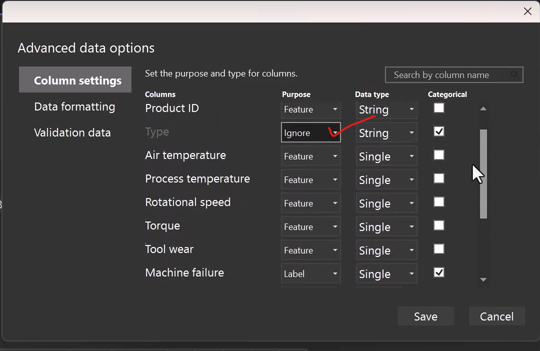 Advanced data options
Column settings
Data formatting
Validation data
Set the purpose and type for columns.
Search by column name
Columns Purpose Data type Categorical
Product ID Feature String
Type Ignore String
Air temperature Feature Single
Process temperature Feature Single
Rotational speed Feature Single
Torque Feature Single
Tool wear Feature Single
Machine failure Label Single
Save Cancel